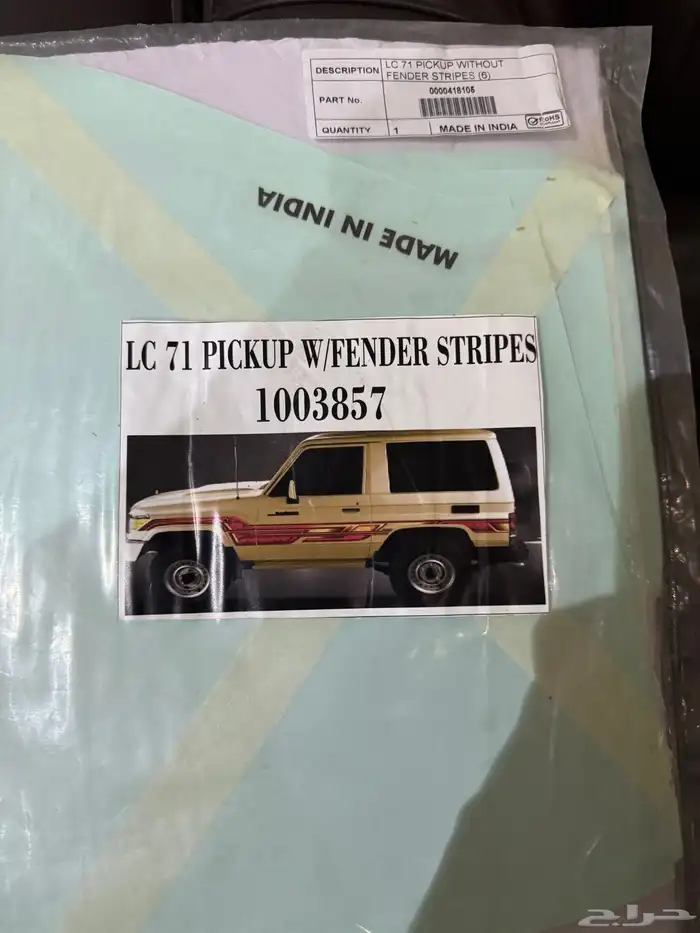 DESCRIPTION LC 71 PICKUP WITHOUT
FENDER STRIPES (6)
PART No. 0000418105
QUANTITY 1 MADE IN INDIA RoHS
MADE IN INDIA
LC 71 PICKUP W/FENDER STRIPES
1003857
حراج